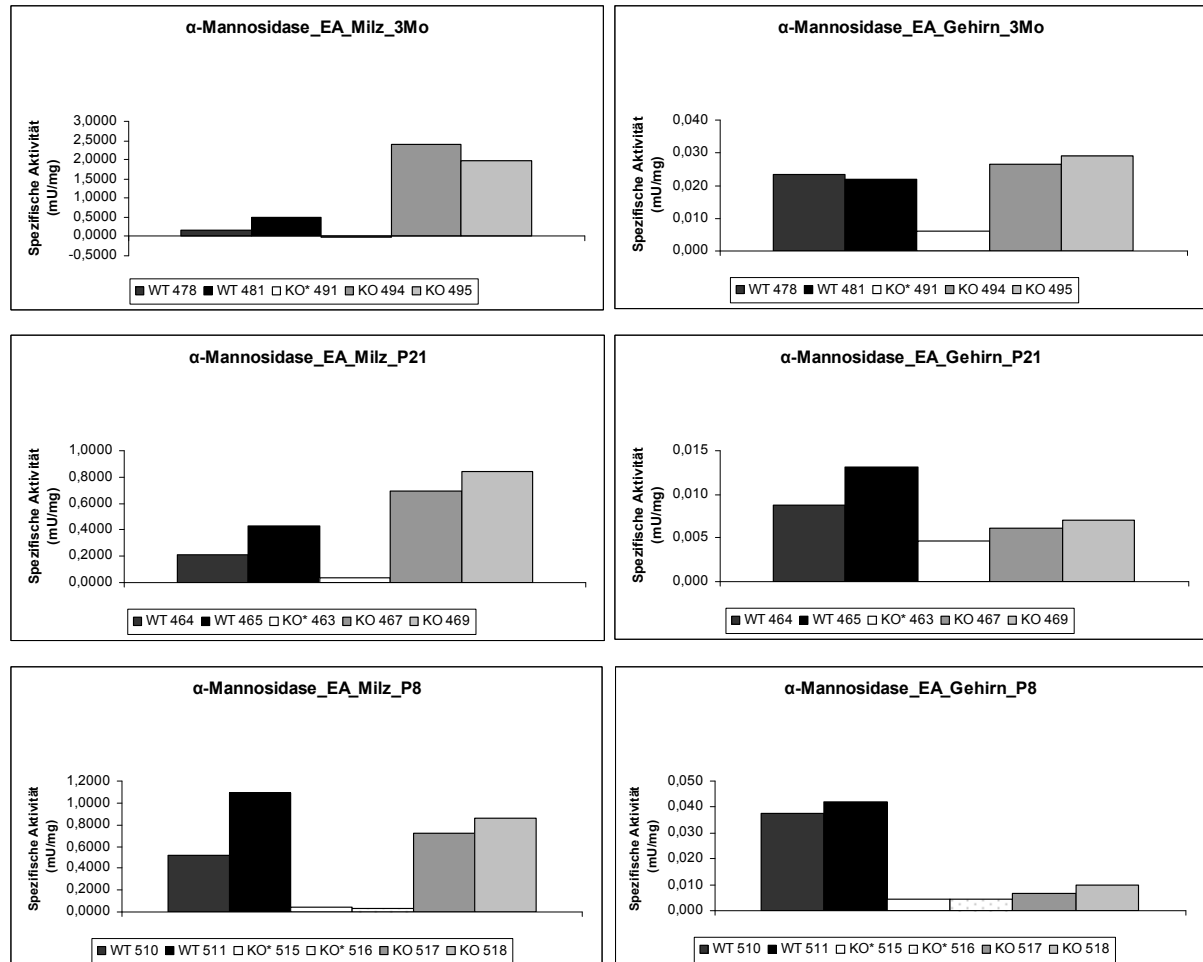 α-Mannosidase_EA_Milz_3Mo
Spezifische Aktivität
(mU/mg)
3,0000
2,5000
2,0000
1,5000
1,0000
0,5000
0,0000
-0,5000
WT 478 WT 481 KO* 491 KO 494 KO 495
α-Mannosidase_EA_Gehirn_3Mo
Spezifische Aktivität
(mU/mg)
0,040
0,030
0,020
0,010
0,000
WT 478 WT 481 KO* 491 KO 494 KO 495
α-Mannosidase_EA_Milz_P21
Spezifische Aktivität
(mU/mg)
1,0000
0,8000
0,6000
0,4000
0,2000
0,0000
WT 464 WT 465 KO* 463 KO 467 KO 469
α-Mannosidase_EA_Gehirn_P21
Spezifische Aktivität
(mU/mg)
0,015
0,010
0,005
0,000
WT 464 WT 465 KO* 463 KO 467 KO 469
α-Mannosidase_EA_Milz_P8
Spezifische Aktivität
(mU/mg)
1,2000
1,0000
0,8000
0,6000
0,4000
0,2000
0,0000
WT 510 WT 511 KO* 515 KO* 516 KO 517 KO 518
α-Mannosidase_EA_Gehirn_P8
Spezifische Aktivität
(mU/mg)
0,050
0,040
0,030
0,020
0,010
0,000
WT 510 WT 511 KO* 515 KO* 516 KO 517 KO 518